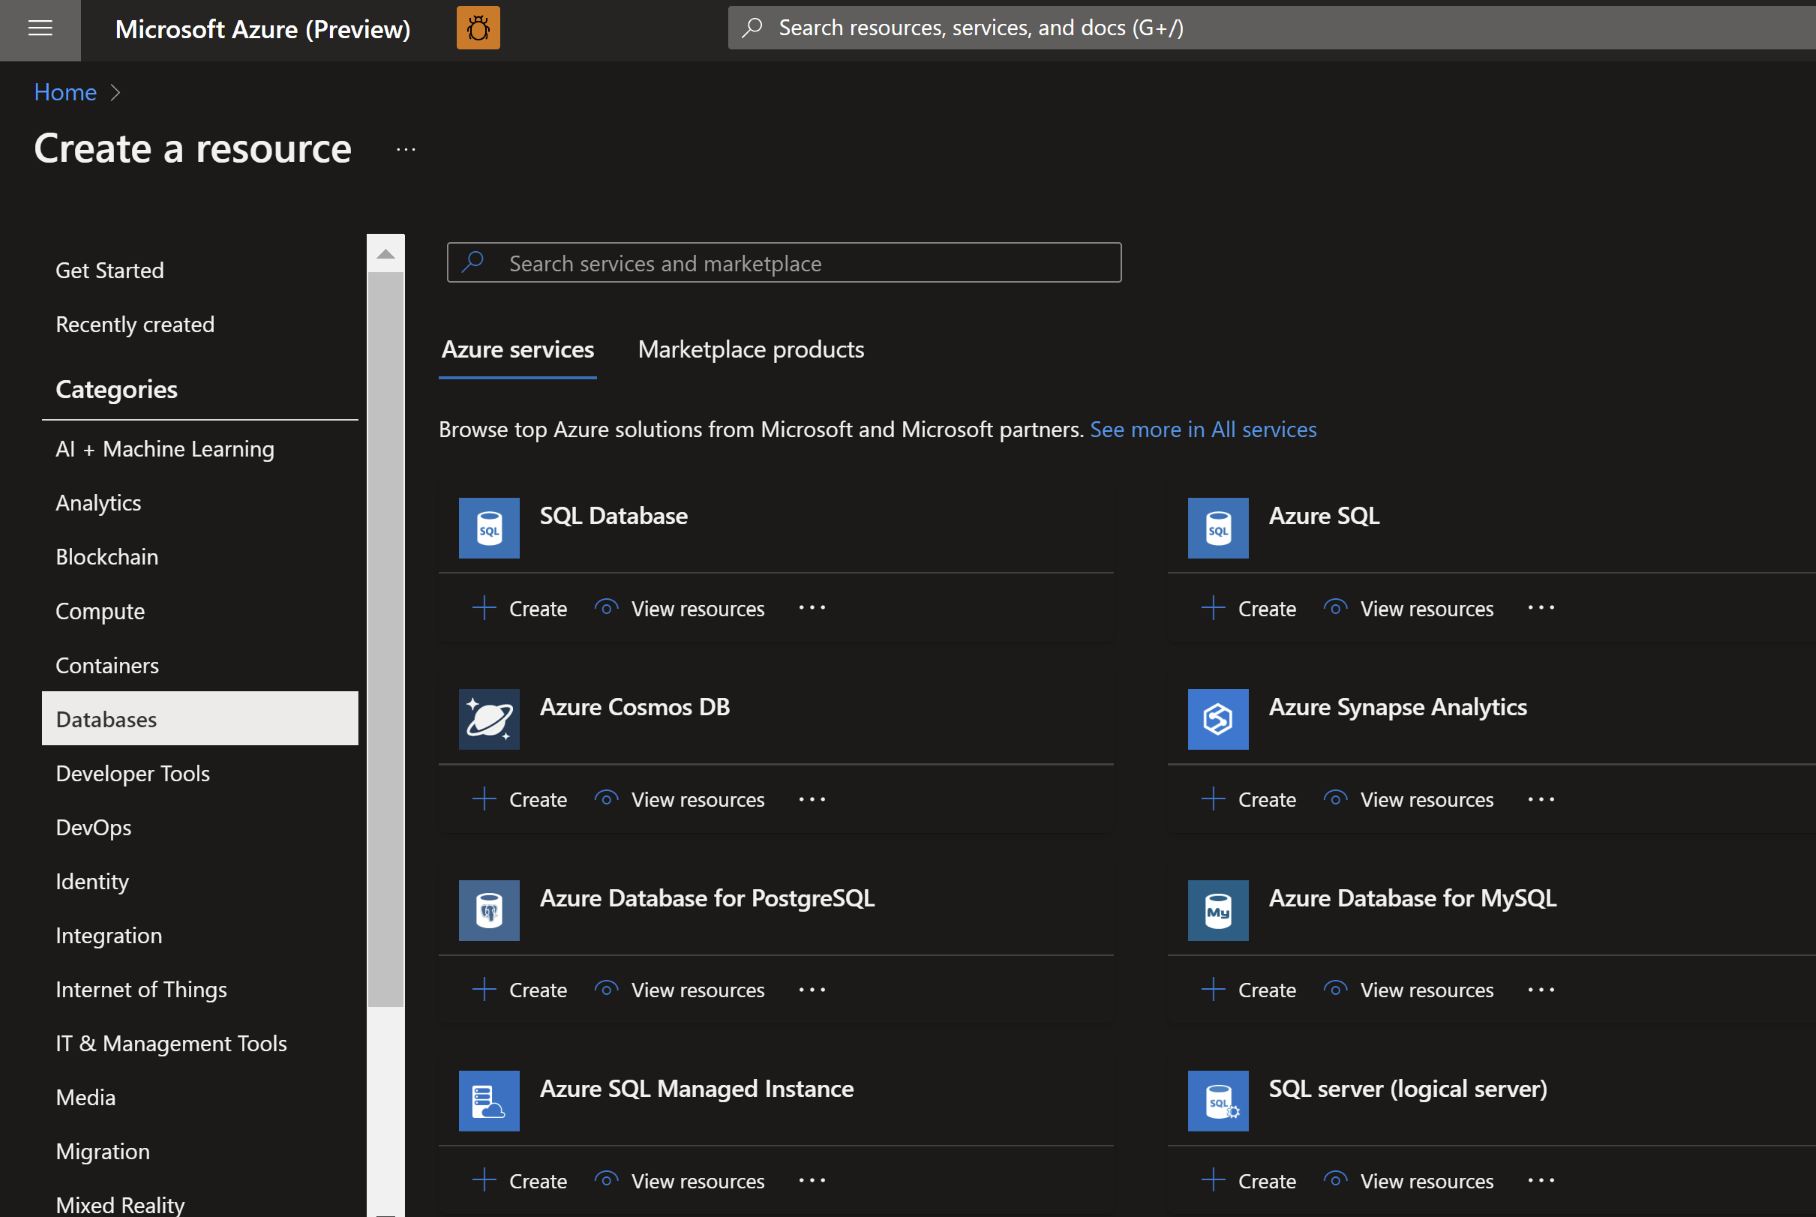 Microsoft Azure (Preview)
Search resources, services, and docs (G+/)
Home
Create a resource
...
Get Started
Recently created
Categories
AI + Machine Learning
Analytics
Blockchain
Compute
Containers
Databases
Developer Tools
DevOps
Identity
Integration
Internet of Things
IT & Management Tools
Media
Migration
Mixed Reality
Search services and marketplace
Azure services
Marketplace products
Browse top Azure solutions from Microsoft and Microsoft partners. See more in All services
SQL
SQL Database
Create
View resources
...
SQL
Azure SQL
Create
View resources
...
Azure Cosmos DB
Create
View resources
...
Azure Synapse Analytics
Create
View resources
...
Azure Database for PostgreSQL
Create
View resources
...
My
Azure Database for MySQL
Create
View resources
...
Azure SQL Managed Instance
Create
View resources
...
SQL
SQL server (logical server)
Create
View resources
...